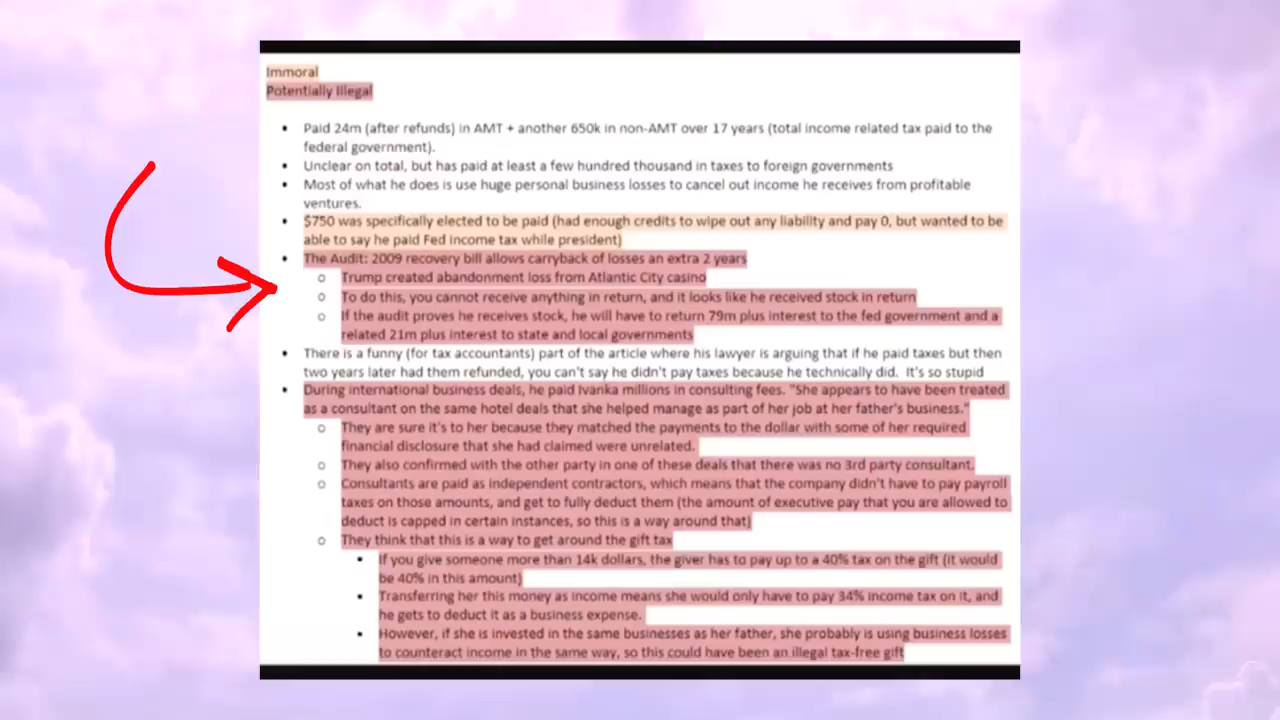 Immoral
Potentially Illegal
• Paid 24m (after refunds) in AMT + another 650k in non-AMT over 17 years (total income related tax paid to the
federal government).
• Unclear on total, but has paid at least a few hundred thousand in taxes to foreign governments
• Most of what he does is use huge personal business losses to cancel out income he receives from profitable
ventures.
• $750 was specifically elected to be paid (had enough credits to wipe out any liability and pay 0, but wanted to be
able to say he paid Fed income tax while president)
• The Audit: 2009 recovery bill allows carryback of losses an extra 2 years
o Trump created abandonment loss from Atlantic City casino
o To do this, you cannot receive anything in return, and it looks like he received stock in return
o If the audit proves he receives stock, he will have to return 79m plus interest to the fed government and a
related 21m plus interest to state and local governments
• There is a funny (for tax accountants) part of the article where his lawyer is arguing that if he paid taxes but then
two years later had them refunded, you can't say he didn't pay taxes because he technically did. It's so stupid
• During international business deals, he paid Ivanka millions in consulting fees. "She appears to have been treated
as a consultant on the same hotel deals that she helped manage as part of her job at her father's business."
o They are sure it's to her because they matched the payments to the dollar with some of her required
financial disclosure that she had claimed were unrelated.
o They also confirmed with the other party in one of these deals that there was no 3rd party consultant.
o Consultants are paid as independent contractors, which means that the company didn't have to pay payroll
taxes on those amounts, and get to fully deduct them (the amount of executive pay that you are allowed to
deduct is capped in certain instances, so this is a way around that)
o They think that this is a way to get around the gift tax
▪ If you give someone more than 14k dollars, the giver has to pay up to a 40% tax on the gift (it would
be 40% in this amount)
▪ Transferring her this money as income means she would only have to pay 34% income tax on it, and
he gets to deduct it as a business expense.
▪ However, if she is invested in the same businesses as her father, she probably is using business losses
to counteract income in the same way, so this could have been an illegal tax-free gift